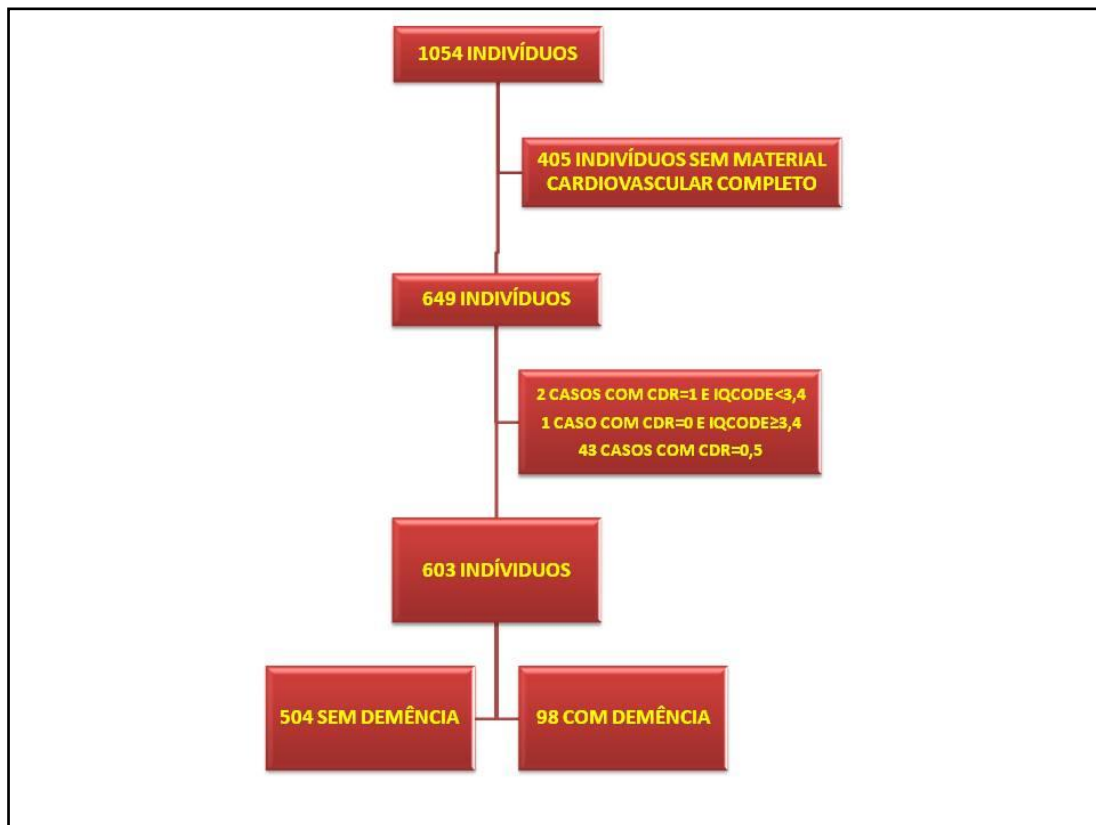 1054 INDIVÍDUOS
405 INDIVÍDUOS SEM MATERIAL
CARDIOVASCULAR COMPLETO
649 INDIVÍDUOS
2 CASOS COM CDR=1 E IQCODE<3,4
1 CASO COM CDR=0 E IQCODE≥3,4
43 CASOS COM CDR=0,5
603 INDÍVIDUOS
504 SEM DEMÊNCIA
98 COM DEMÊNCIA